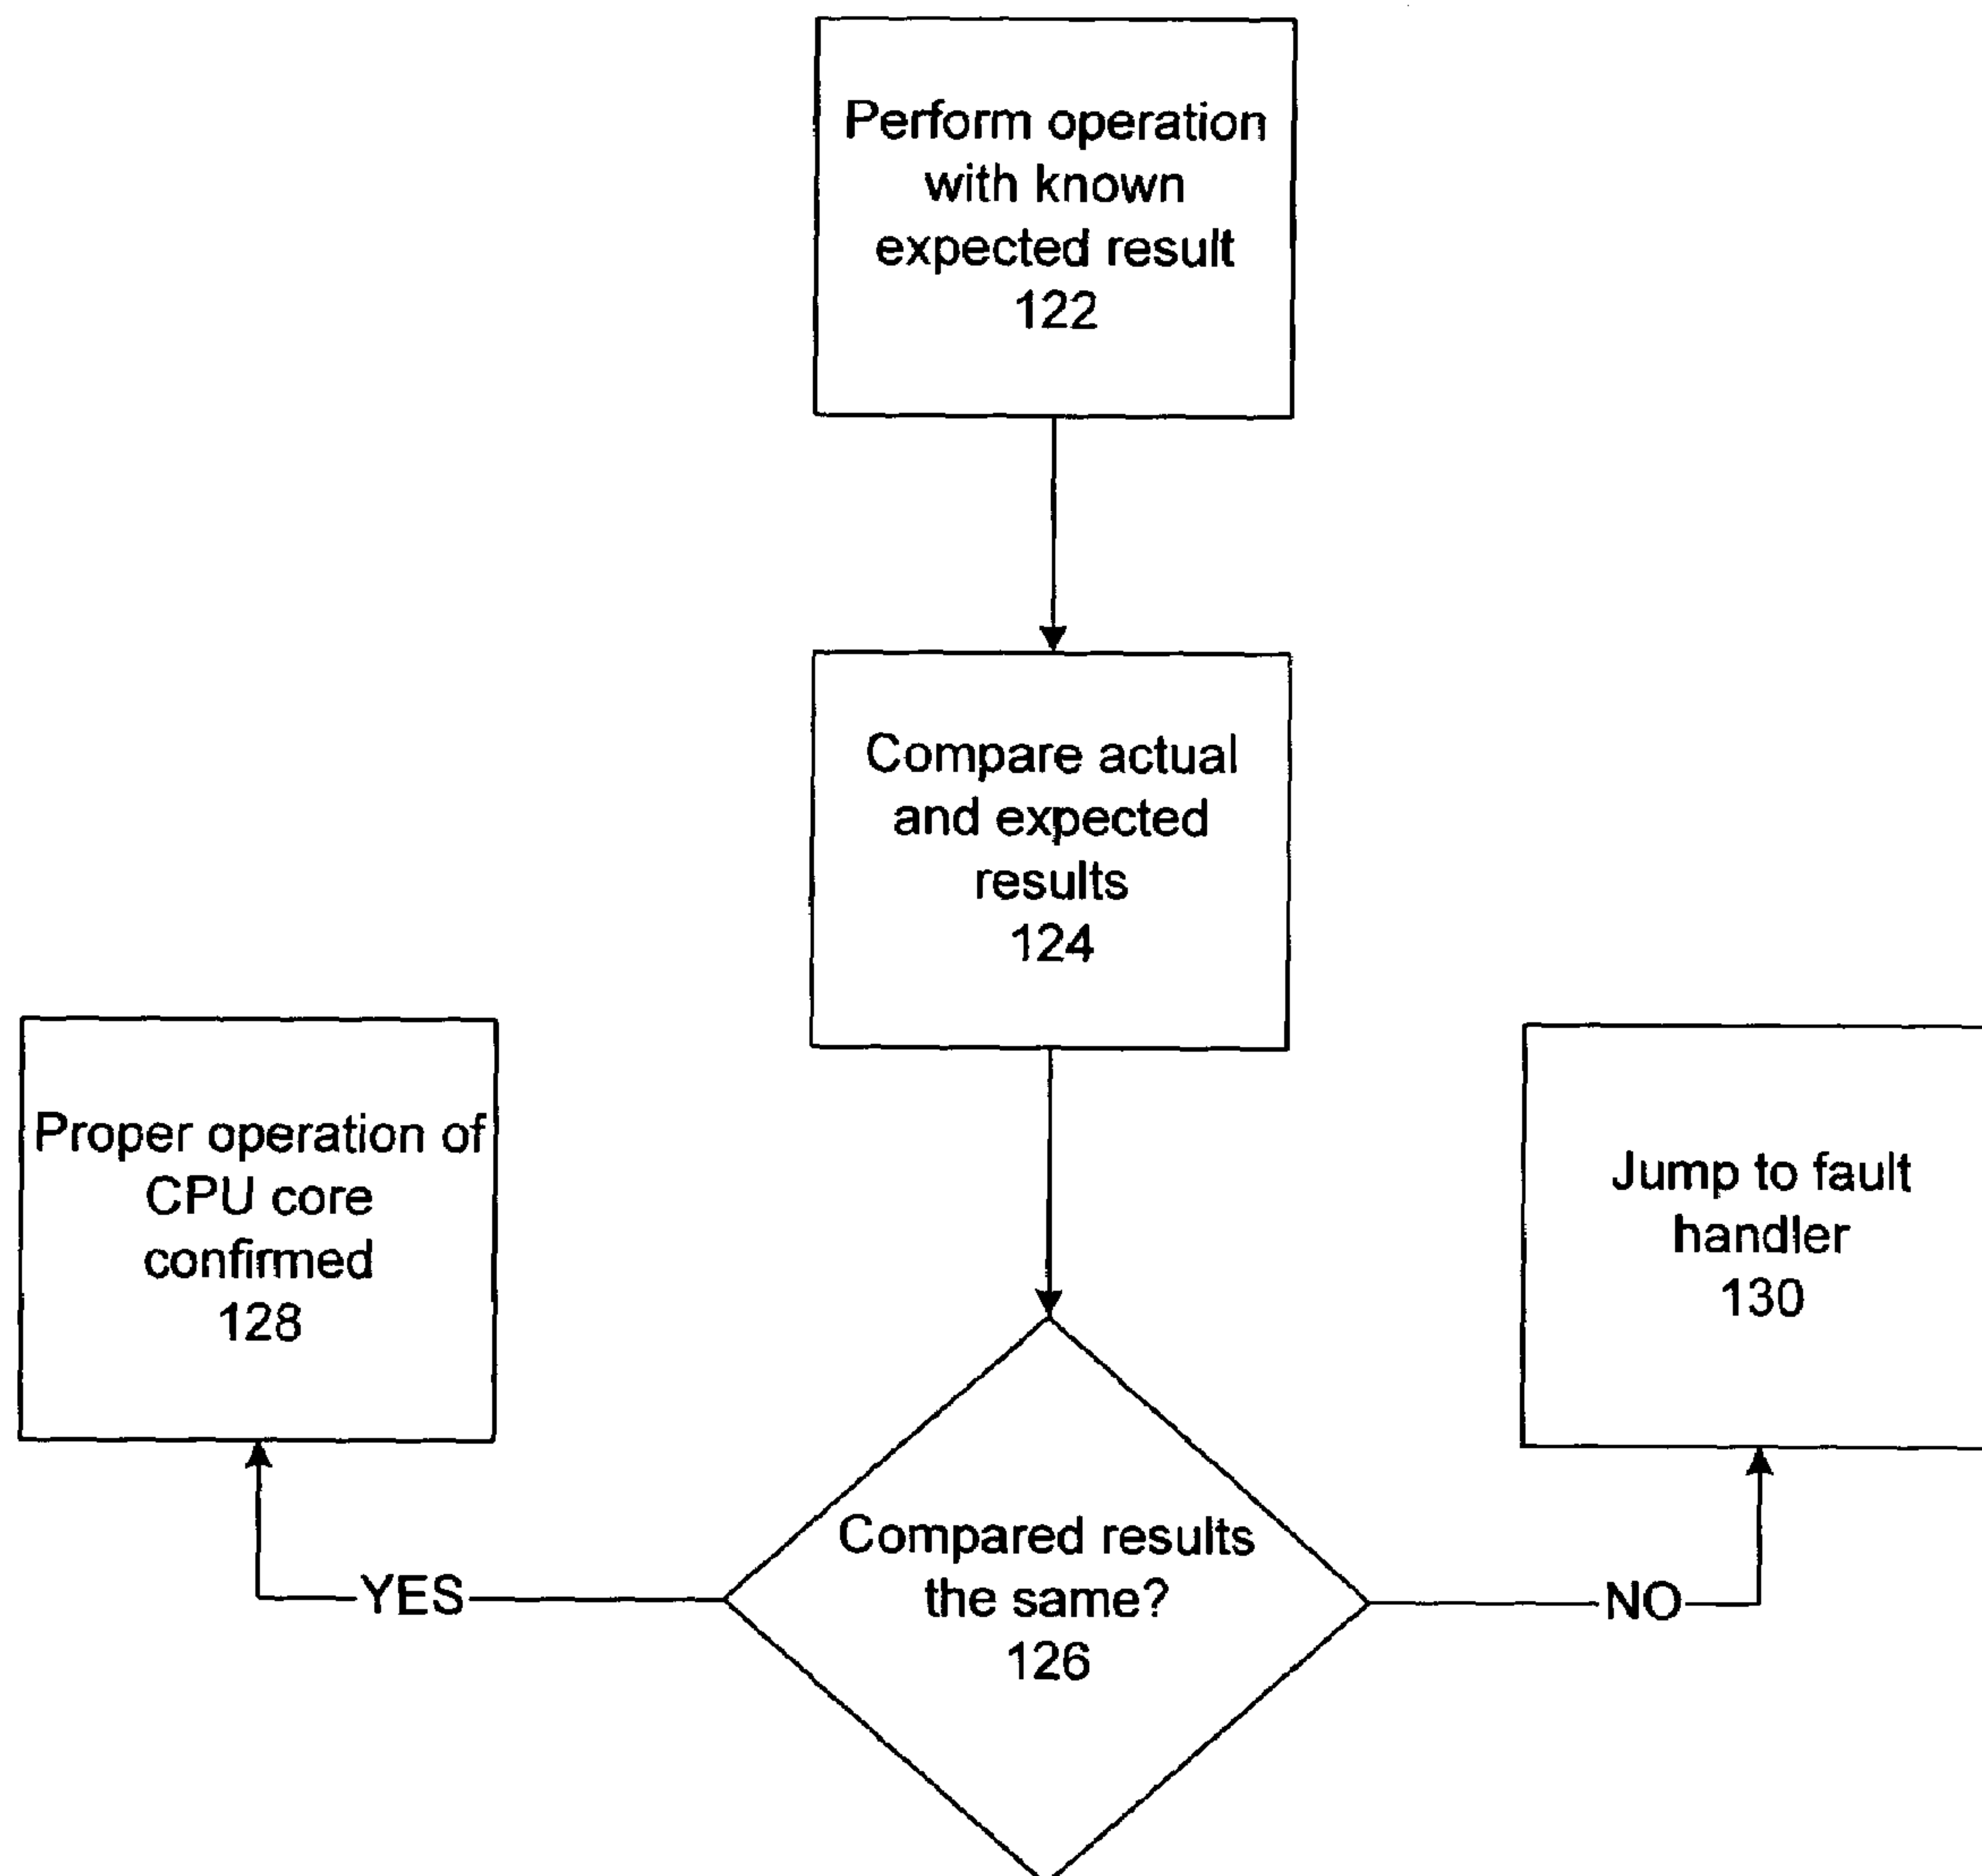 Perform operation
with known
expected result
122
Compare actual
and expected
results
124
Proper operation of
CPU core
confirmed
128
Jump to fault
handler
130
Compared results
the same?
126
YES
NO